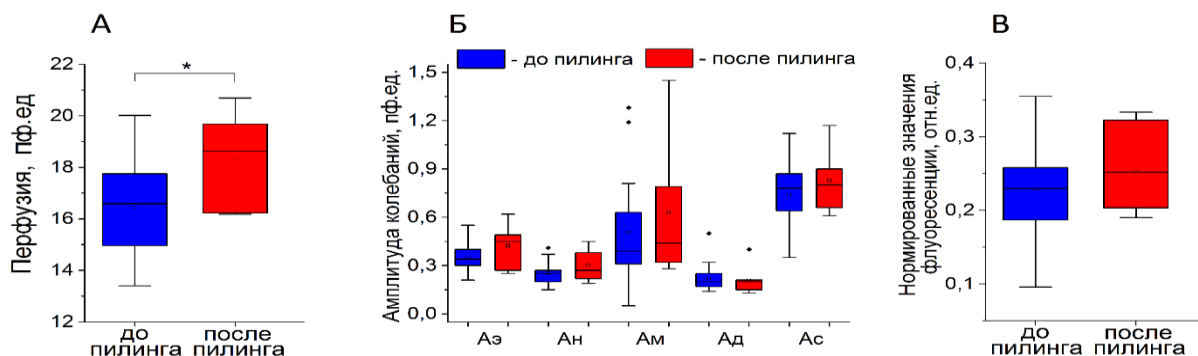 А
Перфузия, пф.ед
22
20
18
16
14
12
*
до
пилинга
после
пилинга
Б
Амплитуда колебаний, пф.ед.
1,5
1,2
0,9
0,6
0,3
0,0
- до пилинга
- после пилинга
Аэ
Ан
Ам
Ад
Ас
В
Нормированные значения
флуоресенции, отн.ед.
0,4
0,3
0,2
0,1
до
пилинга
после
пилинга